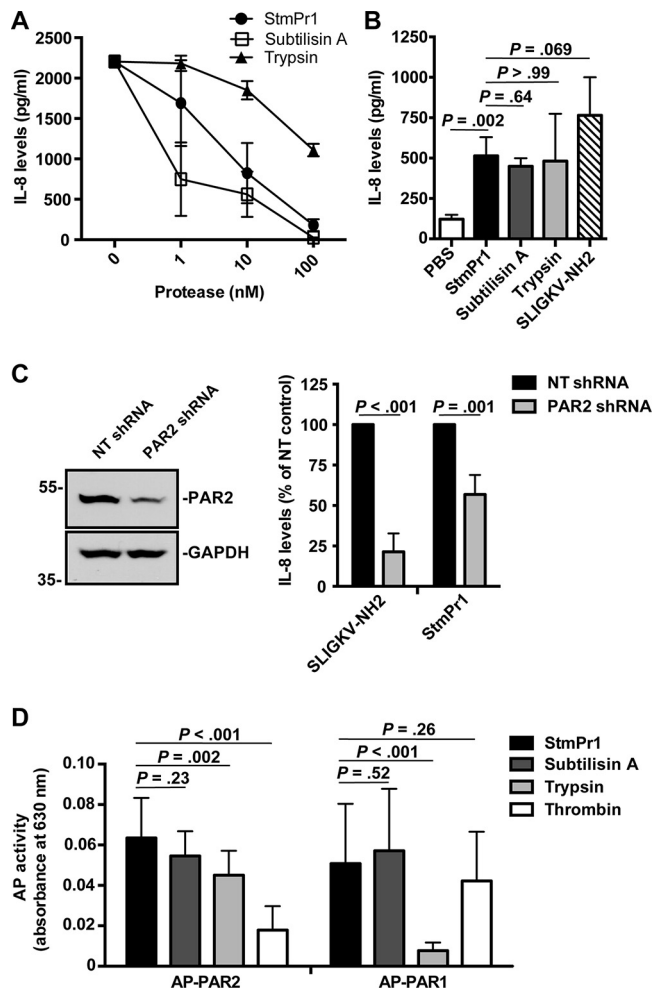 A
StmPr1
Subtilisin A
Trypsin
IL-8 levels (pg/ml)
2500
2000
1500
1000
500
0
0
1
10
100
Protease (nM)
B
P = .069
P > .99
P = .64
P = .002
IL-8 levels (pg/ml)
1250
1000
750
500
250
0
PBS
StmPr1
Subtilisin A
Trypsin
SLIGKV-NH2
C
NT shRNA
PAR2 shRNA
55-
-PAR2
-GAPDH
35-
NT shRNA
PAR2 shRNA
P < .001
P = .001
IL-8 levels (% of NT control)
125
100
75
50
25
0
SLIGKV-NH2
StmPr1
D
P < .001
P = .002
P = .23
P = .26
P < .001
P = .52
StmPr1
Subtilisin A
Trypsin
Thrombin
AP activity
(absorbance at 630 nm)
0.10
0.08
0.06
0.04
0.02
0
AP-PAR2
AP-PAR1